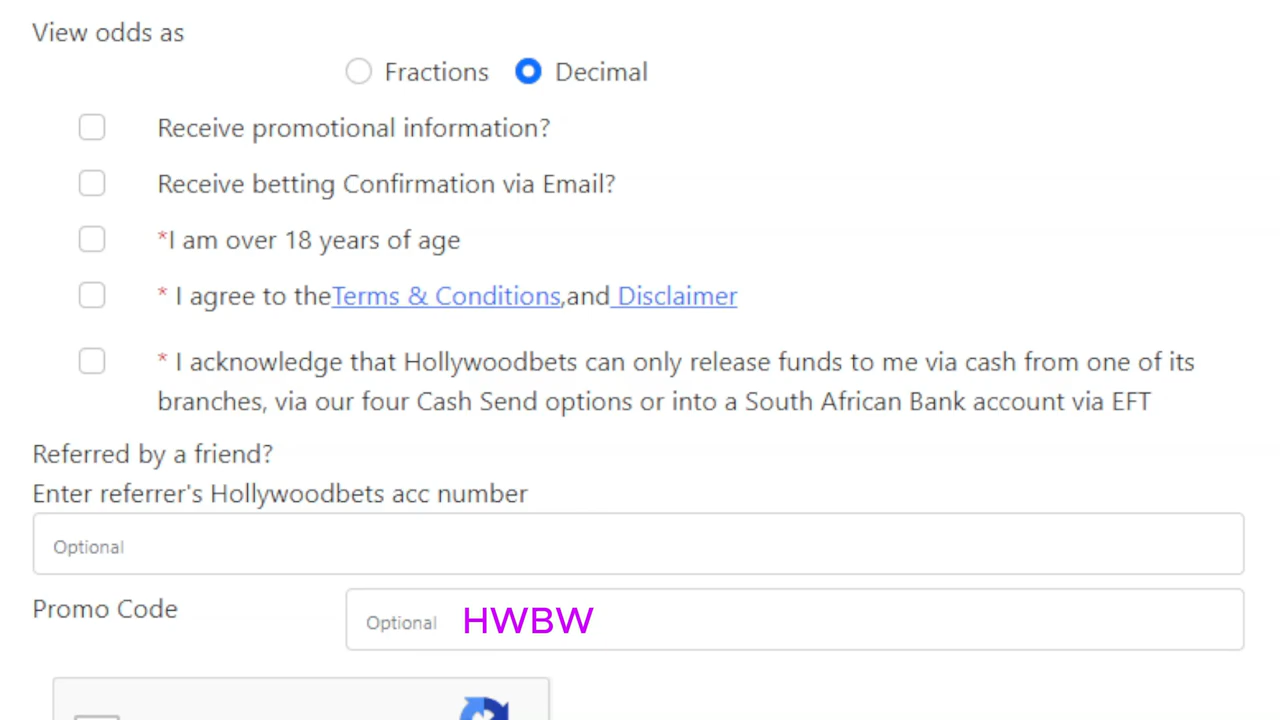 View odds as
Fractions Decimal
Receive promotional information?
Receive betting Confirmation via Email?
*I am over 18 years of age
* I agree to theTerms & Conditions,and Disclaimer
* I acknowledge that Hollywoodbets can only release funds to me via cash from one of its
branches, via our four Cash Send options or into a South African Bank account via EFT
Referred by a friend?
Enter referrer's Hollywoodbets acc number
Optional
Promo Code Optional HWBW